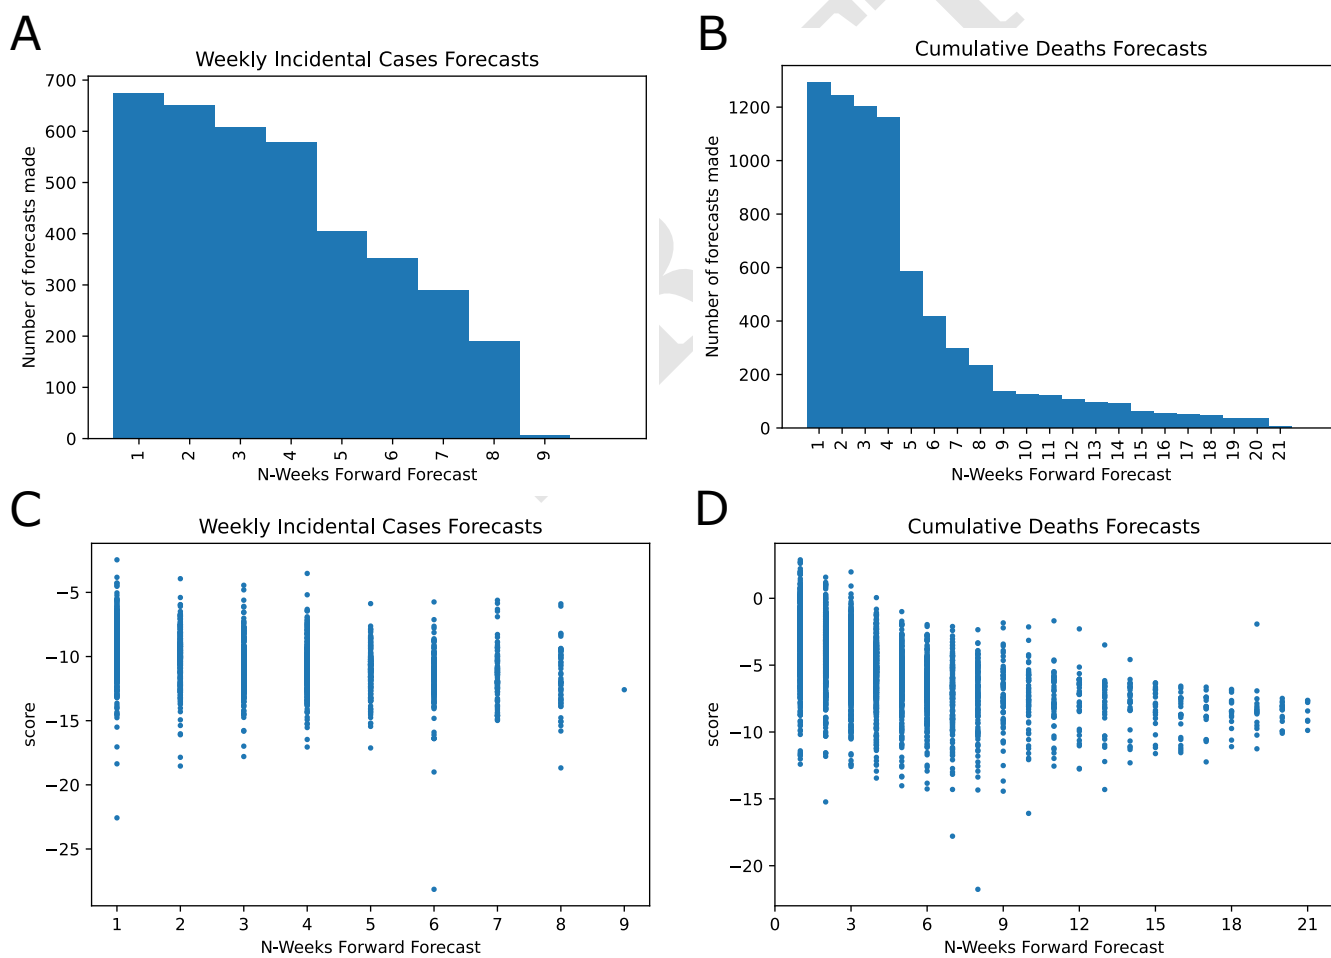 A
Weekly Incidental Cases Forecasts
Number of forecasts made
700
600
500
400
300
200
100
0
1 2 3 4 5 6 7 8 9
N-Weeks Forward Forecast
B
Cumulative Deaths Forecasts
Number of forecasts made
1200
1000
800
600
400
200
0
1 2 3 4 5 6 7 8 9 10 11 12 13 14 15 16 17 18 19 20 21
N-Weeks Forward Forecast
C
Weekly Incidental Cases Forecasts
score
−5
−10
−15
−20
−25
1 2 3 4 5 6 7 8 9
N-Weeks Forward Forecast
D
Cumulative Deaths Forecasts
score
0
−5
−10
−15
−20
0 3 6 9 12 15 18 21
N-Weeks Forward Forecast